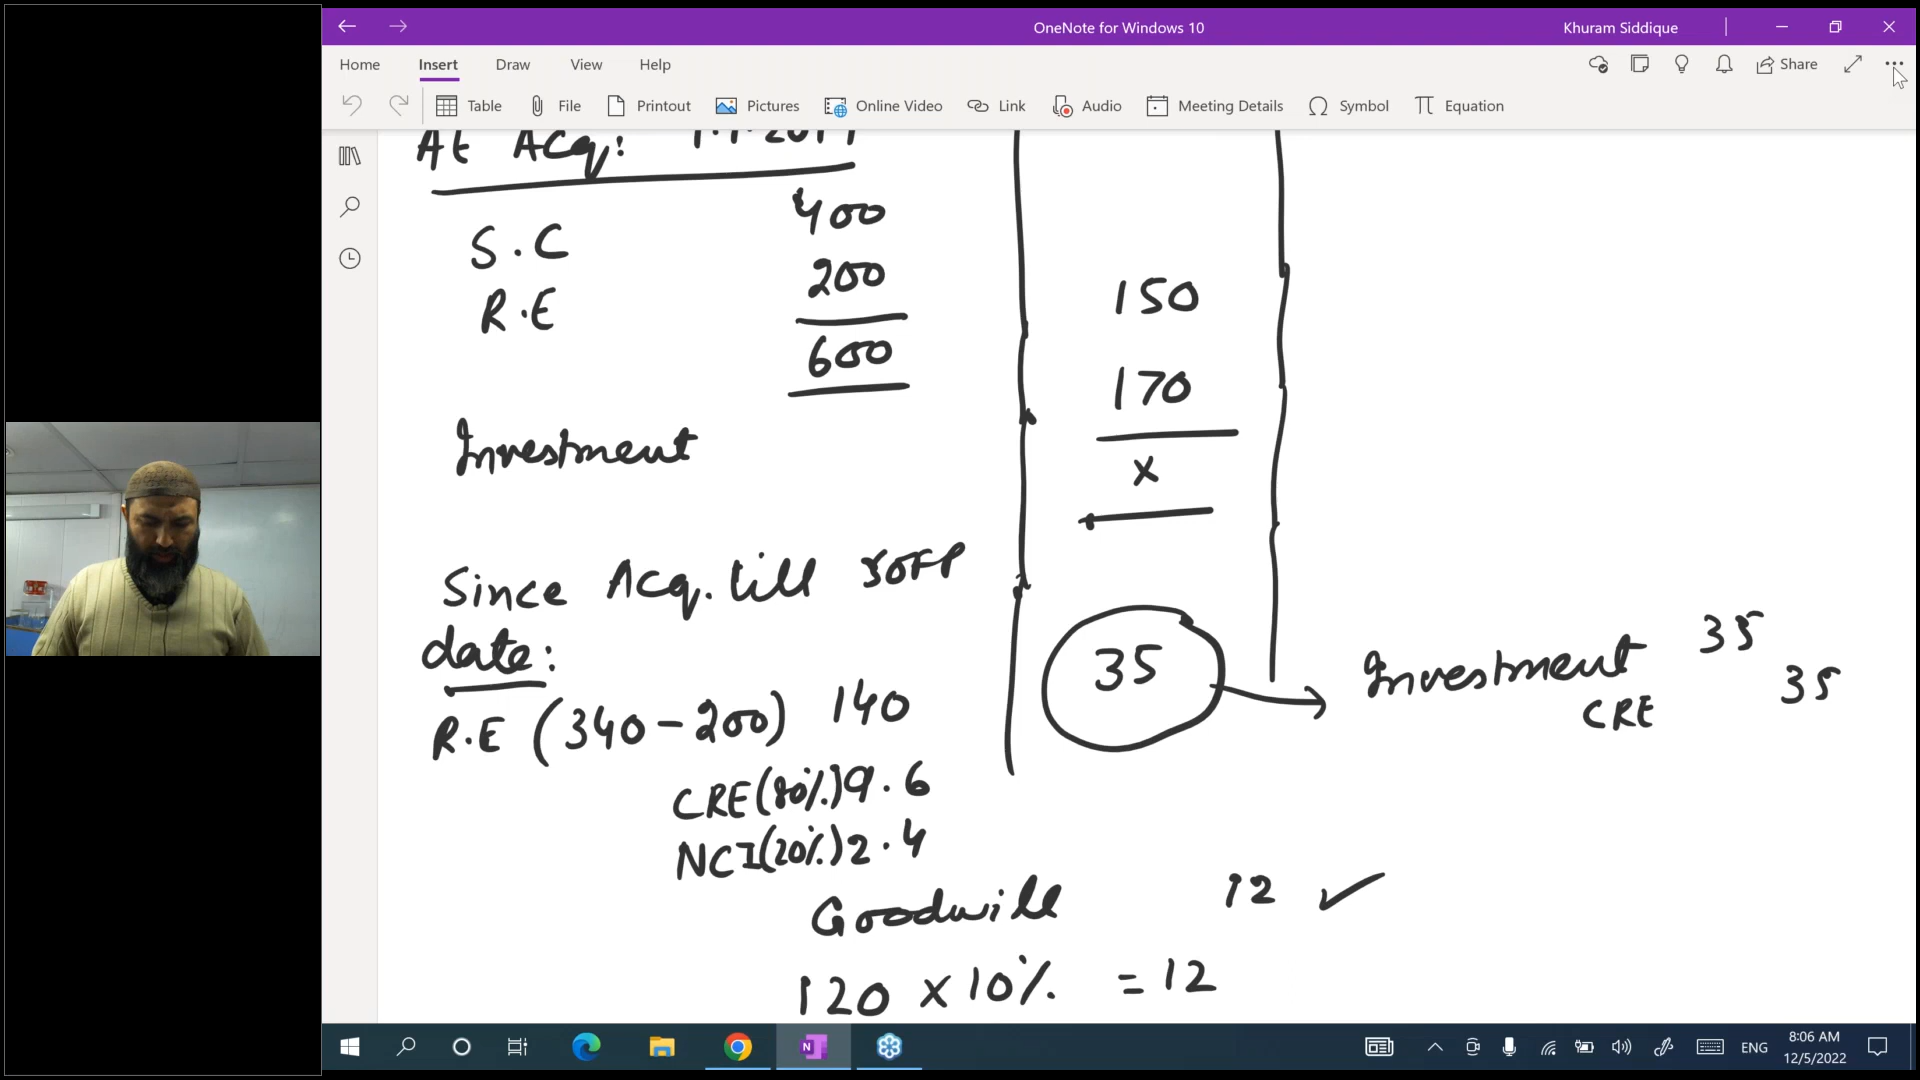 OneNote for Windows 10
Khuram Siddique
Home Insert Draw View Help
Share
Table File Printout Pictures Online Video Link Audio Meeting Details Symbol Equation
At Acq:
S.C 400
R.E 200
600
150
170
x
Investment
Since Acq. till SOFP
date:
R.E (340-200) 140
35
Investment 35
CRE 35
CRE(80%)9.6
NCI(20%)2.4
Goodwill 12 ✓
120 x 10% = 12
ENG
8:06 AM
12/5/2022